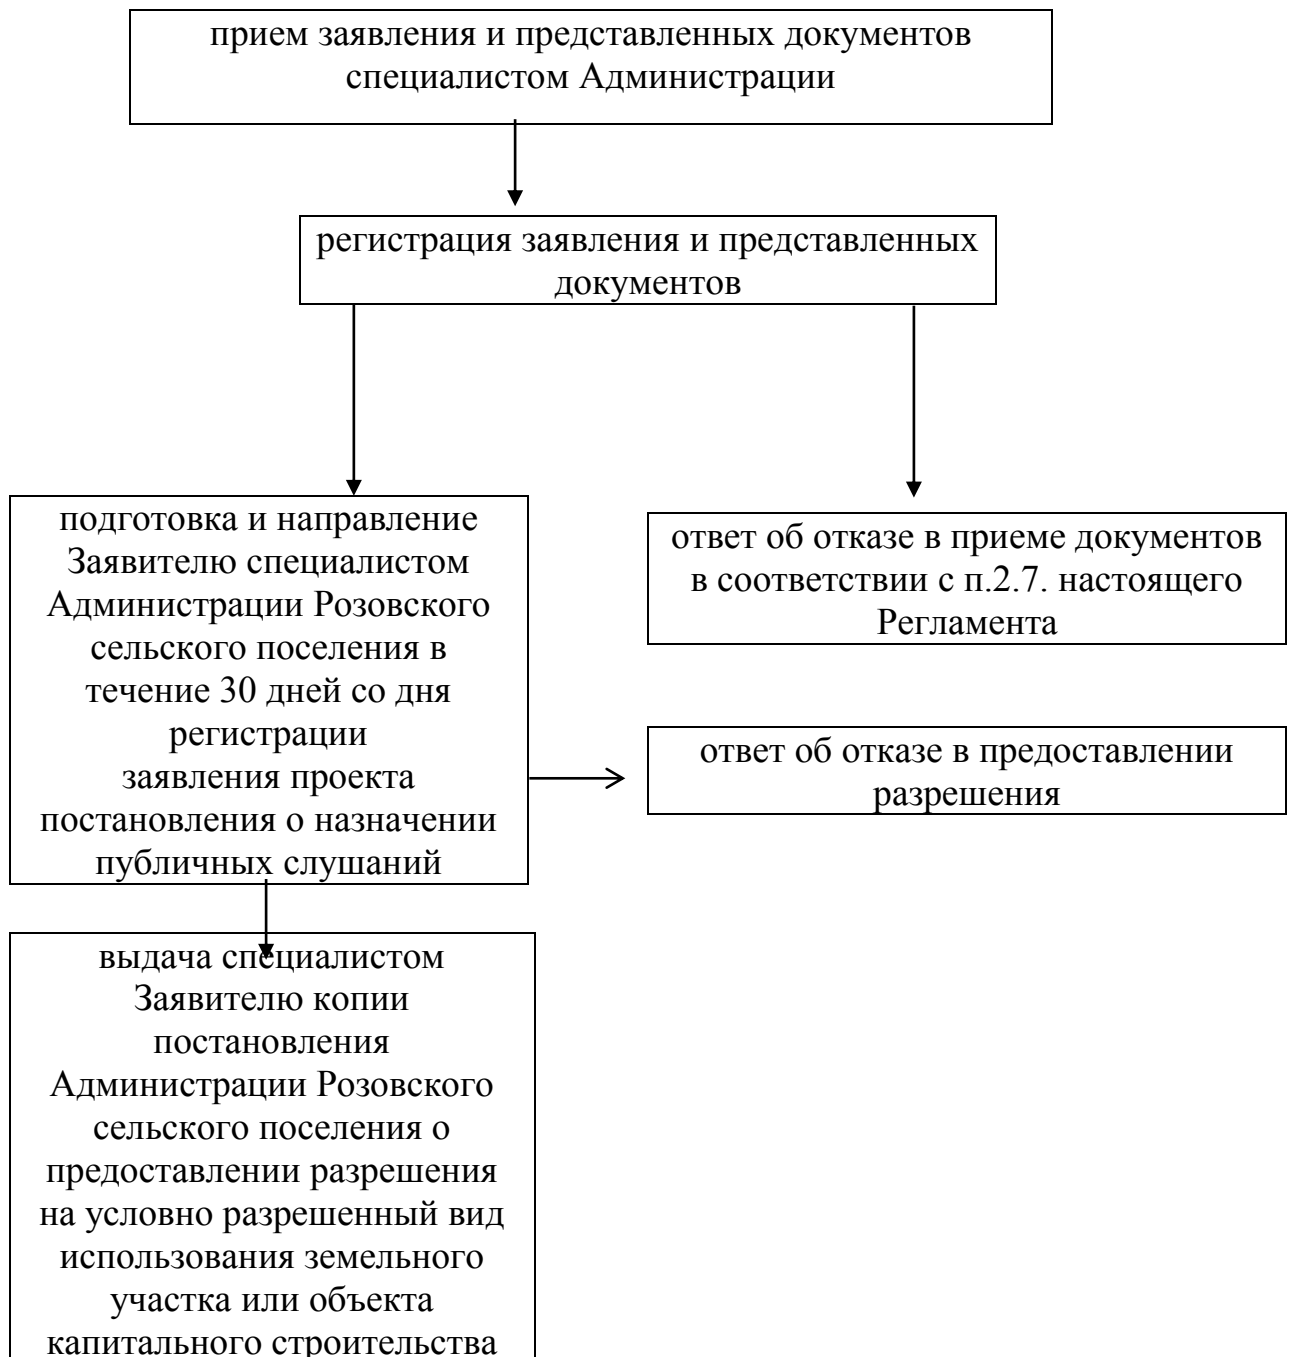 прием заявления и представленных документов
специалистом Администрации
регистрация заявления и представленных
документов
подготовка и направление
Заявителю специалистом
Администрации Розовского
сельского поселения в
течение 30 дней со дня
регистрации
заявления проекта
постановления о назначении
публичных слушаний
ответ об отказе в приеме документов
в соответствии с п.2.7. настоящего
Регламента
ответ об отказе в предоставлении
разрешения
выдача специалистом
Заявителю копии
постановления
Администрации Розовского
сельского поселения о
предоставлении разрешения
на условно разрешенный вид
использования земельного
участка или объекта
капитального строительства